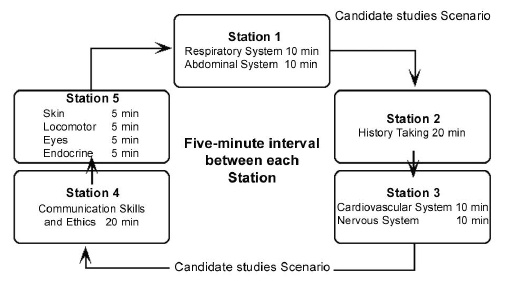 Candidate studies Scenario
Station 1
Respiratory System 10 min
Abdominal System 10 min
Station 2
History Taking 20 min
Station 3
Cardiovascular System 10 min
Nervous System 10 min
Candidate studies Scenario
Station 4
Communication Skills
and Ethics 20 min
Station 5
Skin 5 min
Locomotor 5 min
Eyes 5 min
Endocrine 5 min
Five-minute interval
between each
Station